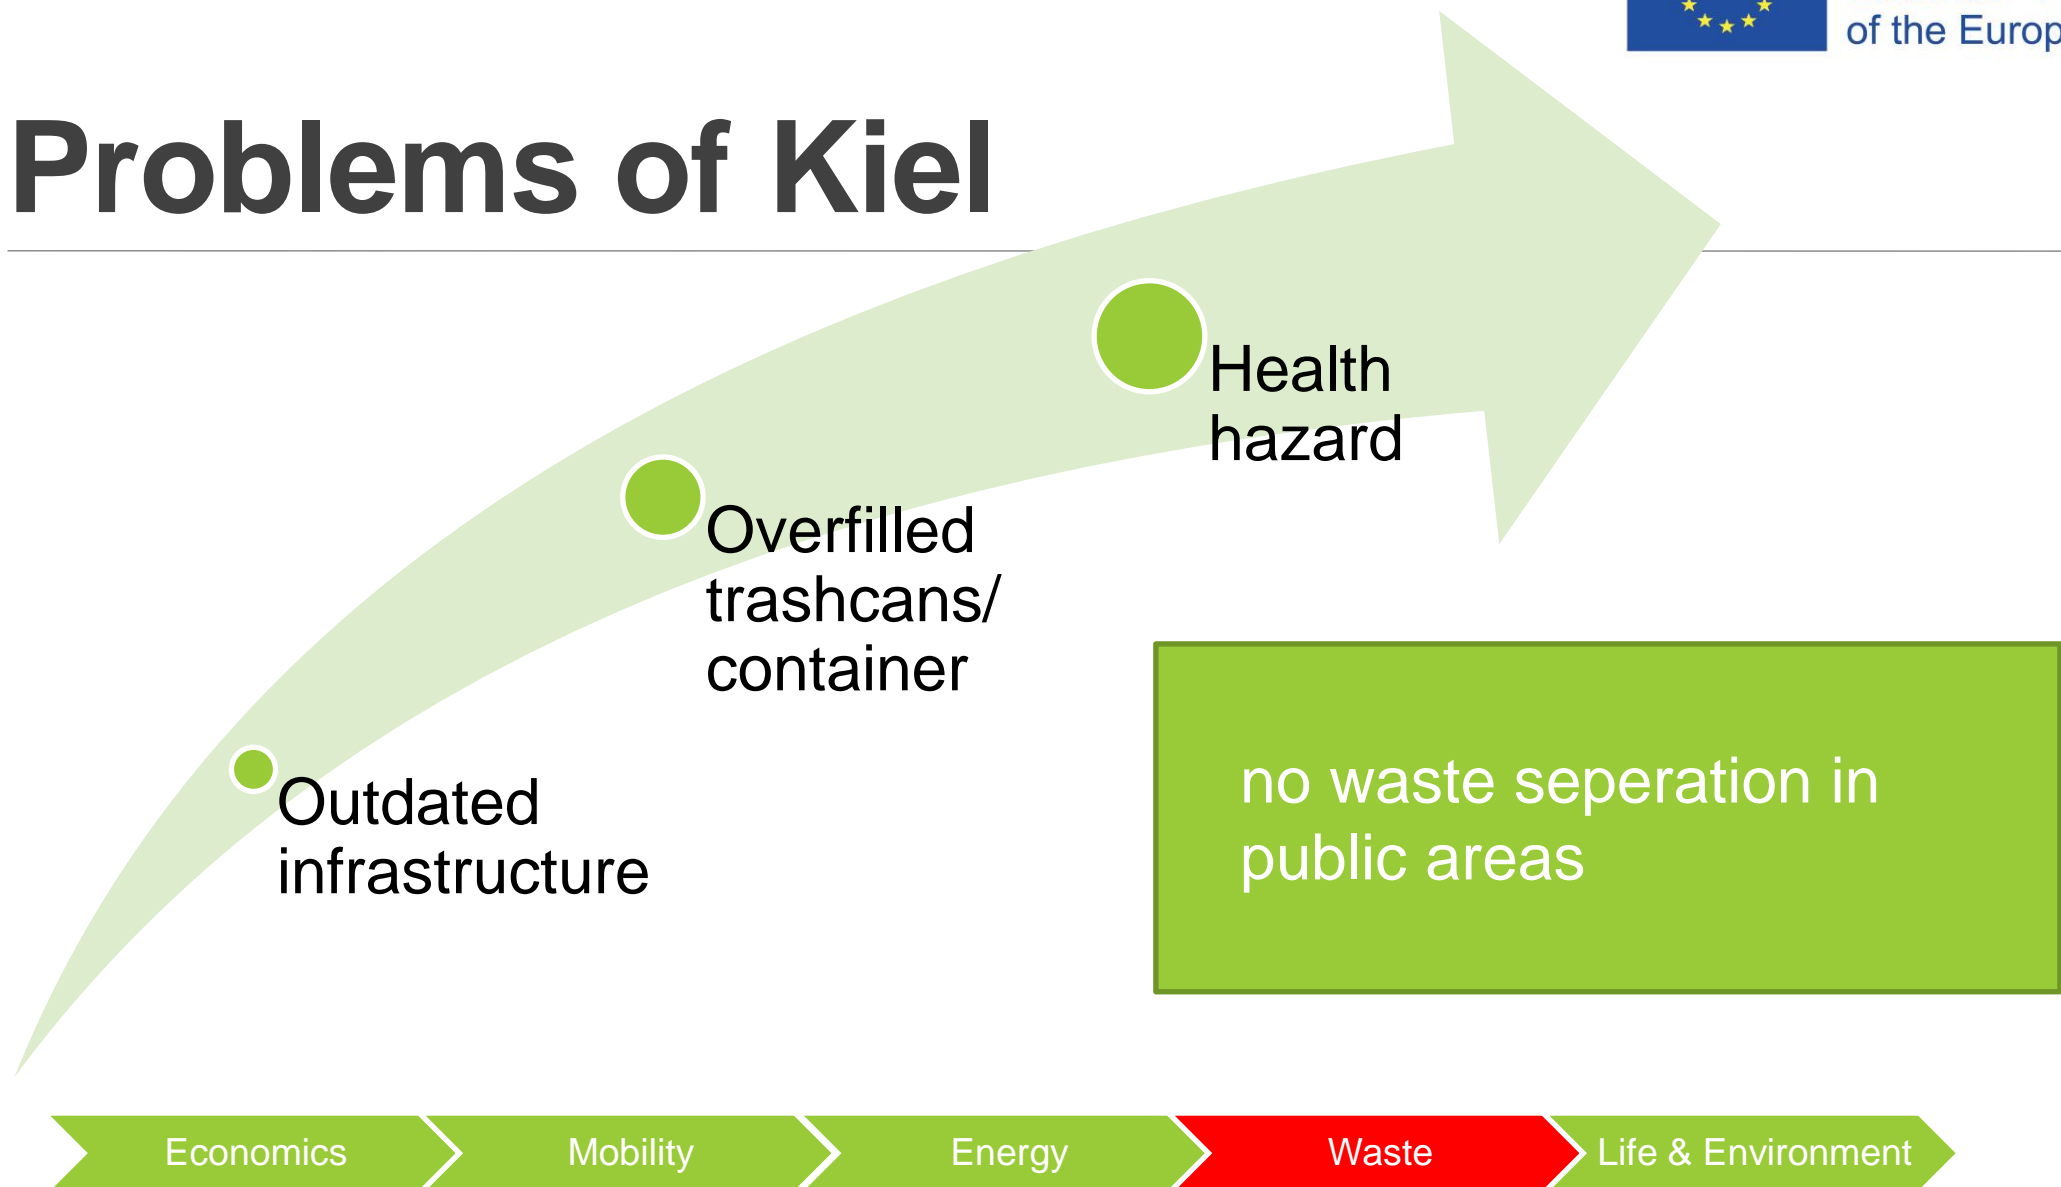 of the Europ
Problems of Kiel
Health
hazard
Overfilled
trashcans/
container
Outdated
infrastructure
no waste seperation in
public areas
Economics
Mobility
Energy
Waste
Life & Environment